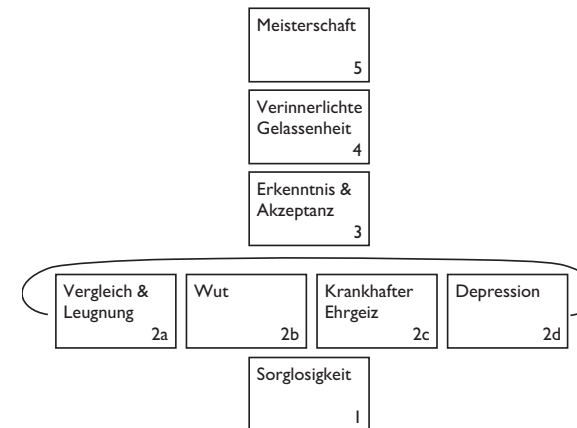 Meisterschaft
5
Verinnerlichte
Gelassenheit
4
Erkenntnis &
Akzeptanz
3
Vergleich &
Leugnung
2a
Wut
2b
Krankhafter
Ehrgeiz
2c
Depression
2d
Sorglosigkeit
1